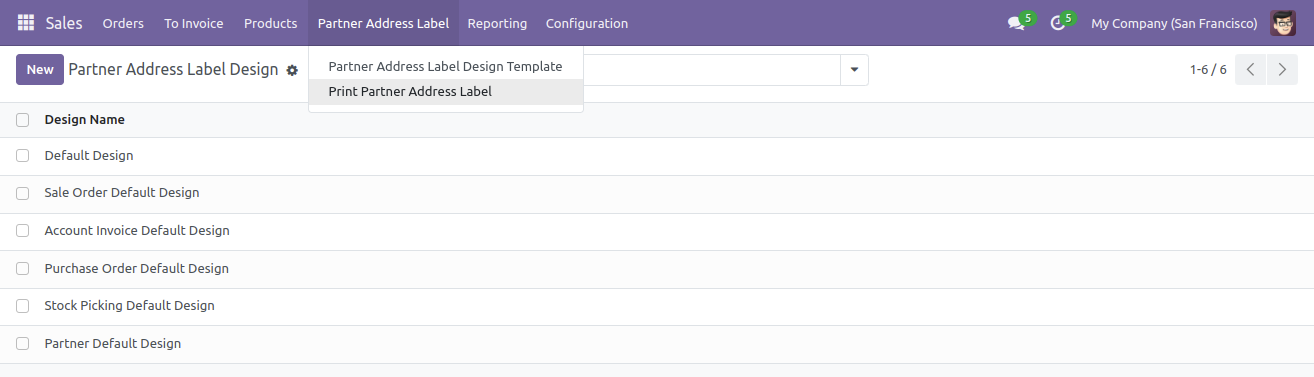 Sales Orders To Invoice Products Partner Address Label Reporting Configuration 5 5 My Company (San Francisco)
New Partner Address Label Design 1-6 / 6
Partner Address Label Design Template
Print Partner Address Label
Design Name
Default Design
Sale Order Default Design
Account Invoice Default Design
Purchase Order Default Design
Stock Picking Default Design
Partner Default Design